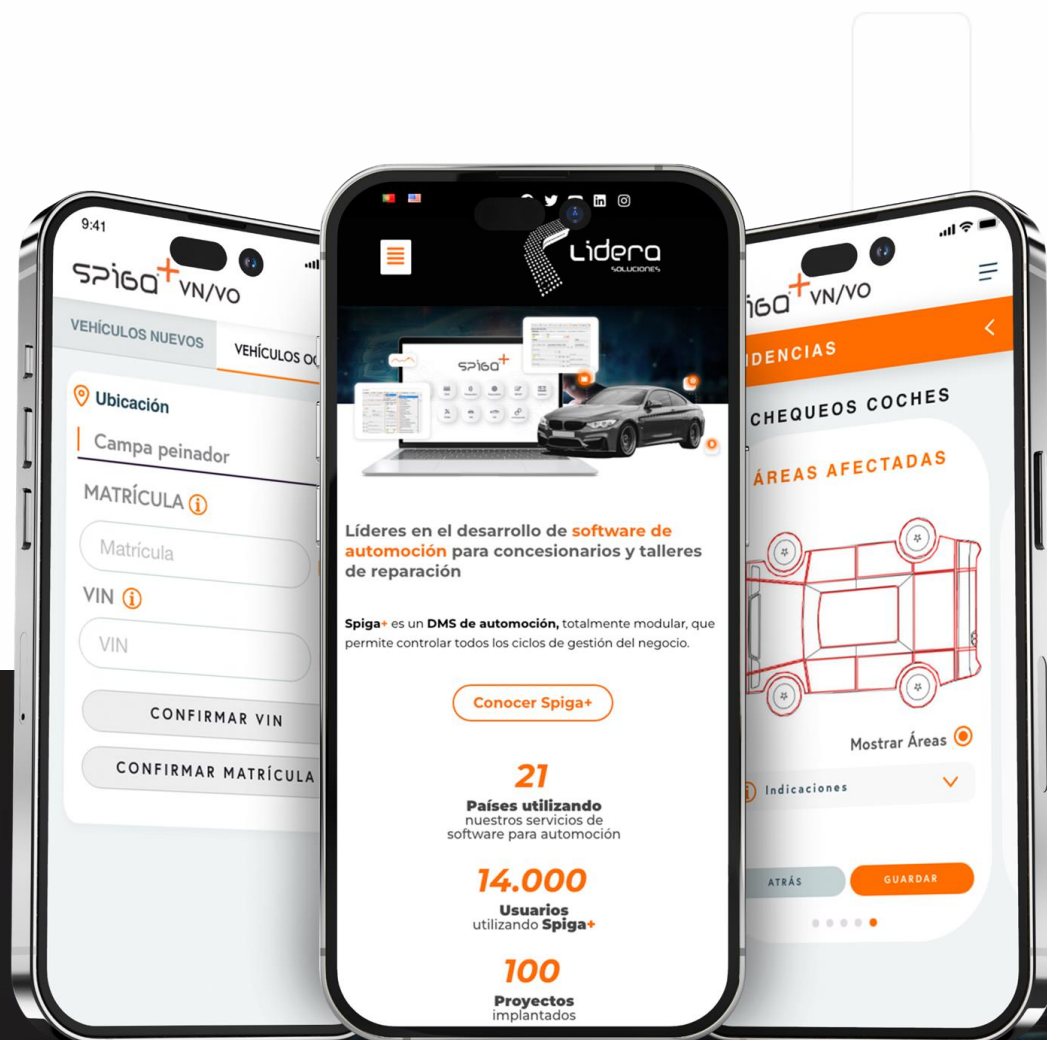 9:41
spiga+ VN/VO
VEHÍCULOS NUEVOS
VEHÍCULOS OC
Ubicación
Campa peinador
MATRÍCULA
Matrícula
VIN
VIN
CONFIRMAR VIN
CONFIRMAR MATRÍCULA
Lidera
SOLUCIONES
spiga+
Líderes en el desarrollo de software de
automoción para concesionarios y talleres
de reparación
Spiga+ es un DMS de automoción, totalmente modular, que
permite controlar todos los ciclos de gestión del negocio.
Conocer Spiga+
21
Países utilizando
nuestros servicios de
software para automoción
14.000
Usuarios
utilizando Spiga+
100
Proyectos
implantados
iga+ VN/VO
IDENCIAS
CHEQUEOS COCHES
ÁREAS AFECTADAS
Mostrar Áreas
Indicaciones
ATRÁS
GUARDAR